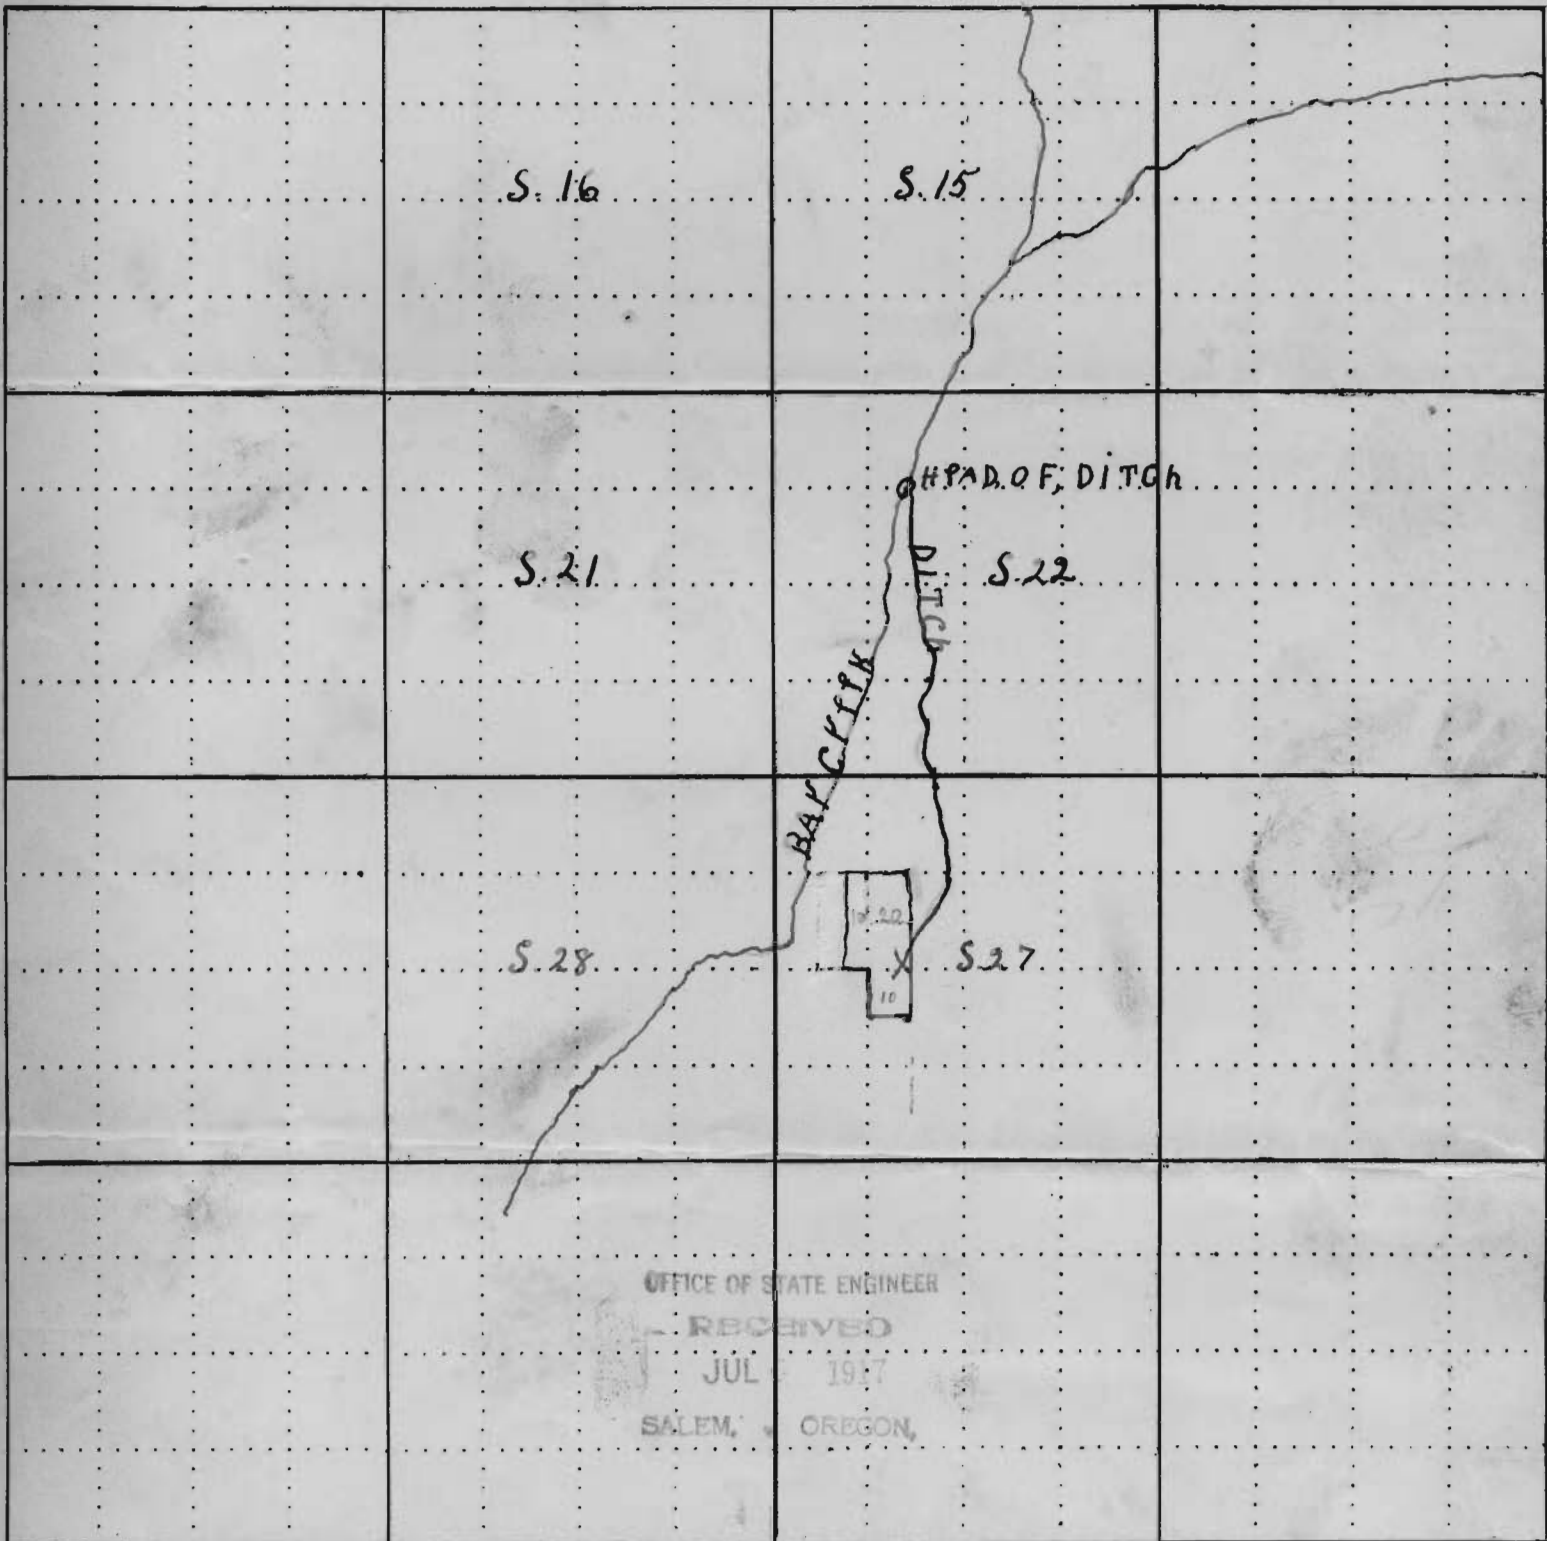 S. 16
S. 15
HEAD. OF, DiTCh
S. 21
DiTCh
S. 22
CREEK
20
S. 28
S 27
10
OFFICE OF STATE ENGINEER
RECEIVED
JUL 1917
SALEM, OREGON,